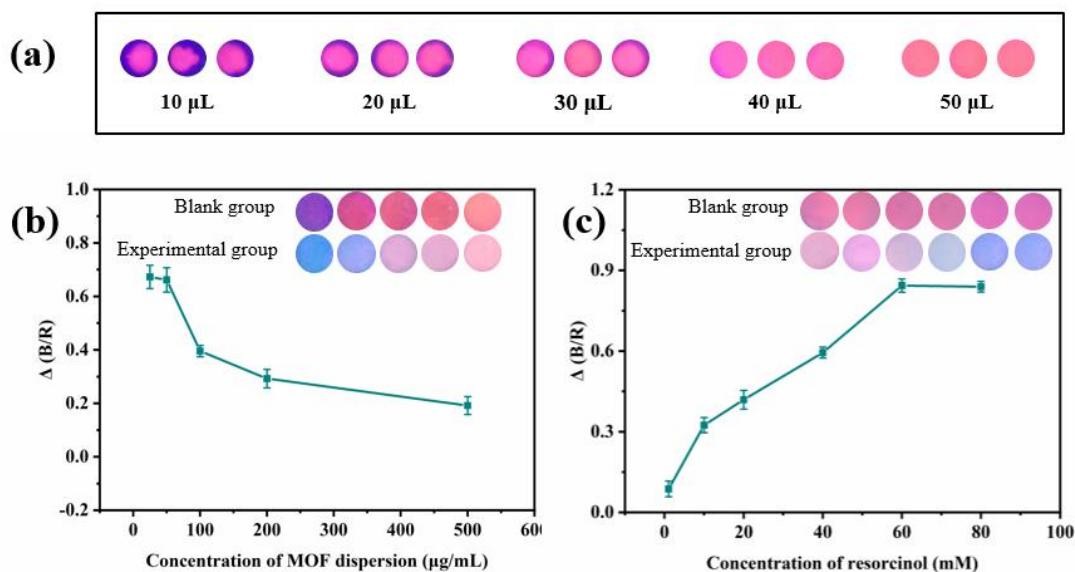 (a)
10 µL 20 µL 30 µL 40 µL 50 µL
(b)
Blank group
Experimental group
1.0
0.8
0.6
0.4
0.2
0.0
-0.2
Δ (B/R)
0 100 200 300 400 500 60
Concentration of MOF dispersion (µg/mL)
(c)
Blank group
Experimental group
1.2
0.9
0.6
0.3
0.0
Δ (B/R)
0 20 40 60 80 100
Concentration of resorcinol (mM)